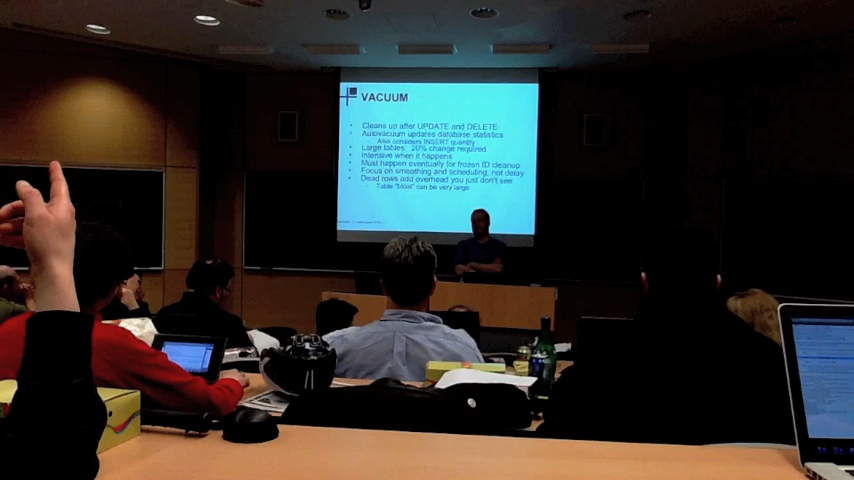 VACUUM
• Cleans up after UPDATE and DELETE
• Autovacuum updates database statistics
– Also considers INSERT quantity
• Large tables: 20% change required
• Intensive when it happens
• Must happen eventually for frozen ID cleanup
• Focus on smoothing and scheduling, not delay
• Dead rows add overhead you just don't see
– Table "bloat" can be very large